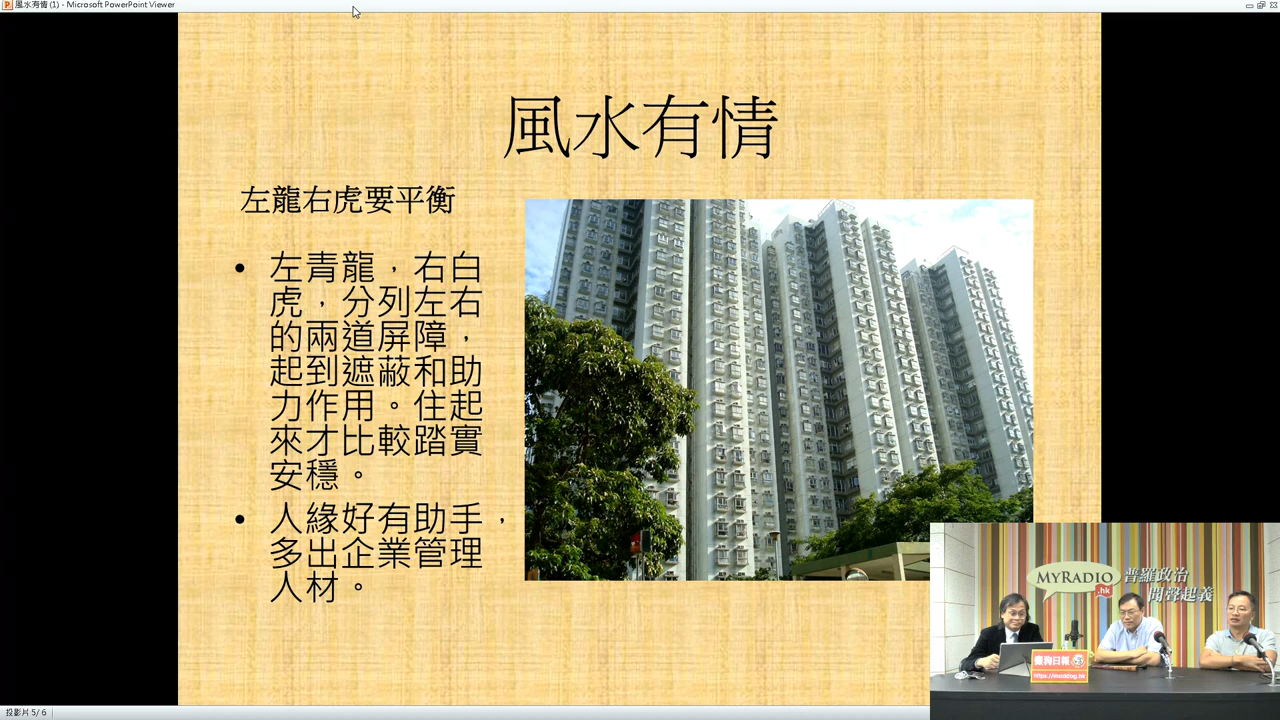 風水有情 (1) - Microsoft PowerPoint Viewer
風水有情
左龍右虎要平衡
• 左青龍，右白
虎，分列左右
的兩道屏障，
起到遮蔽和助
力作用。住起
來才比較踏實
安穩。
• 人緣好有助手，
多出企業管理
人材。
MYRADIO
.hk
普羅政治
聞聲起義
癲狗日報
https://maddog.hk
投影片 5/ 6